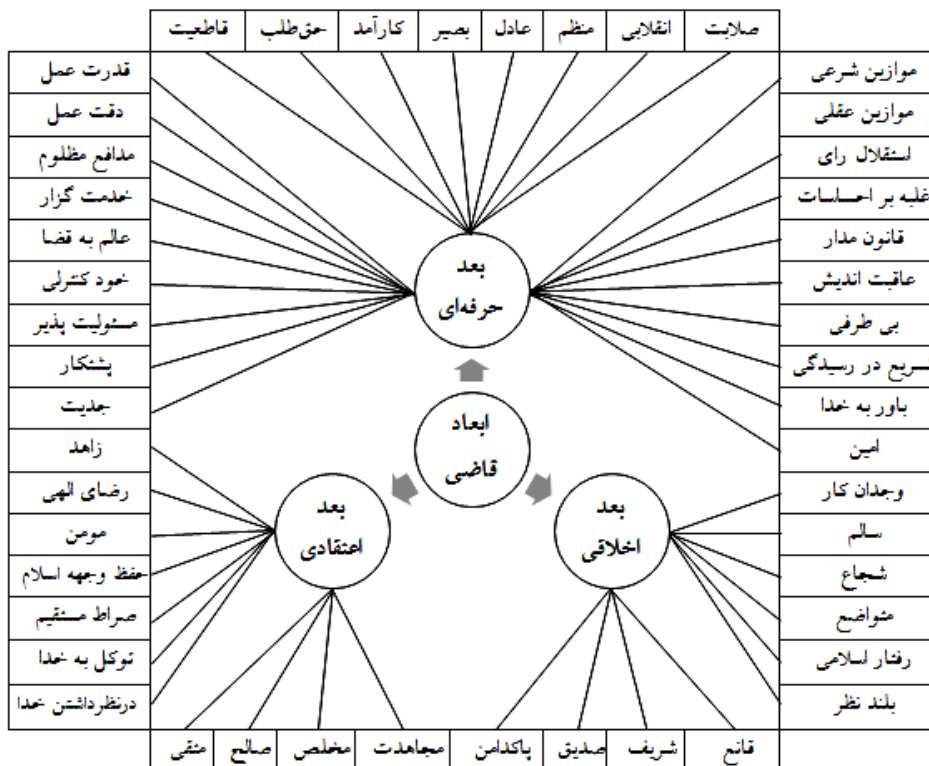 صلابت
انقلابی
منظم
عادل
بصیر
کارآمد
حق‌طلب
قاطعیت
موازین شرعی
موازین عقلی
استقلال رای
غلبه بر احساسات
قانون مدار
عاقبت اندیش
بی طرفی
سریع در رسیدگی
باور به خدا
امین
وجدان کار
سالم
شجاع
متواضع
رفتار اسلامی
بلند نظر
قدرت عمل
دقت عمل
مدافع مظلوم
خدمت گزار
عالم به قضا
خود کنترلی
مسئولیت پذیر
پشتکار
جدیت
زاهد
رضای الهی
مومن
حفظ وجهه اسلام
صراط مستقیم
توکل به خدا
درنظرداشتن خدا
بعد
حرفه‌ای
ابعاد
قاضی
بعد
اخلاقی
بعد
اعتقادی
قانع
شریف
صدیق
پاکدامن
مجاهدت
مخلص
صالح
متقی